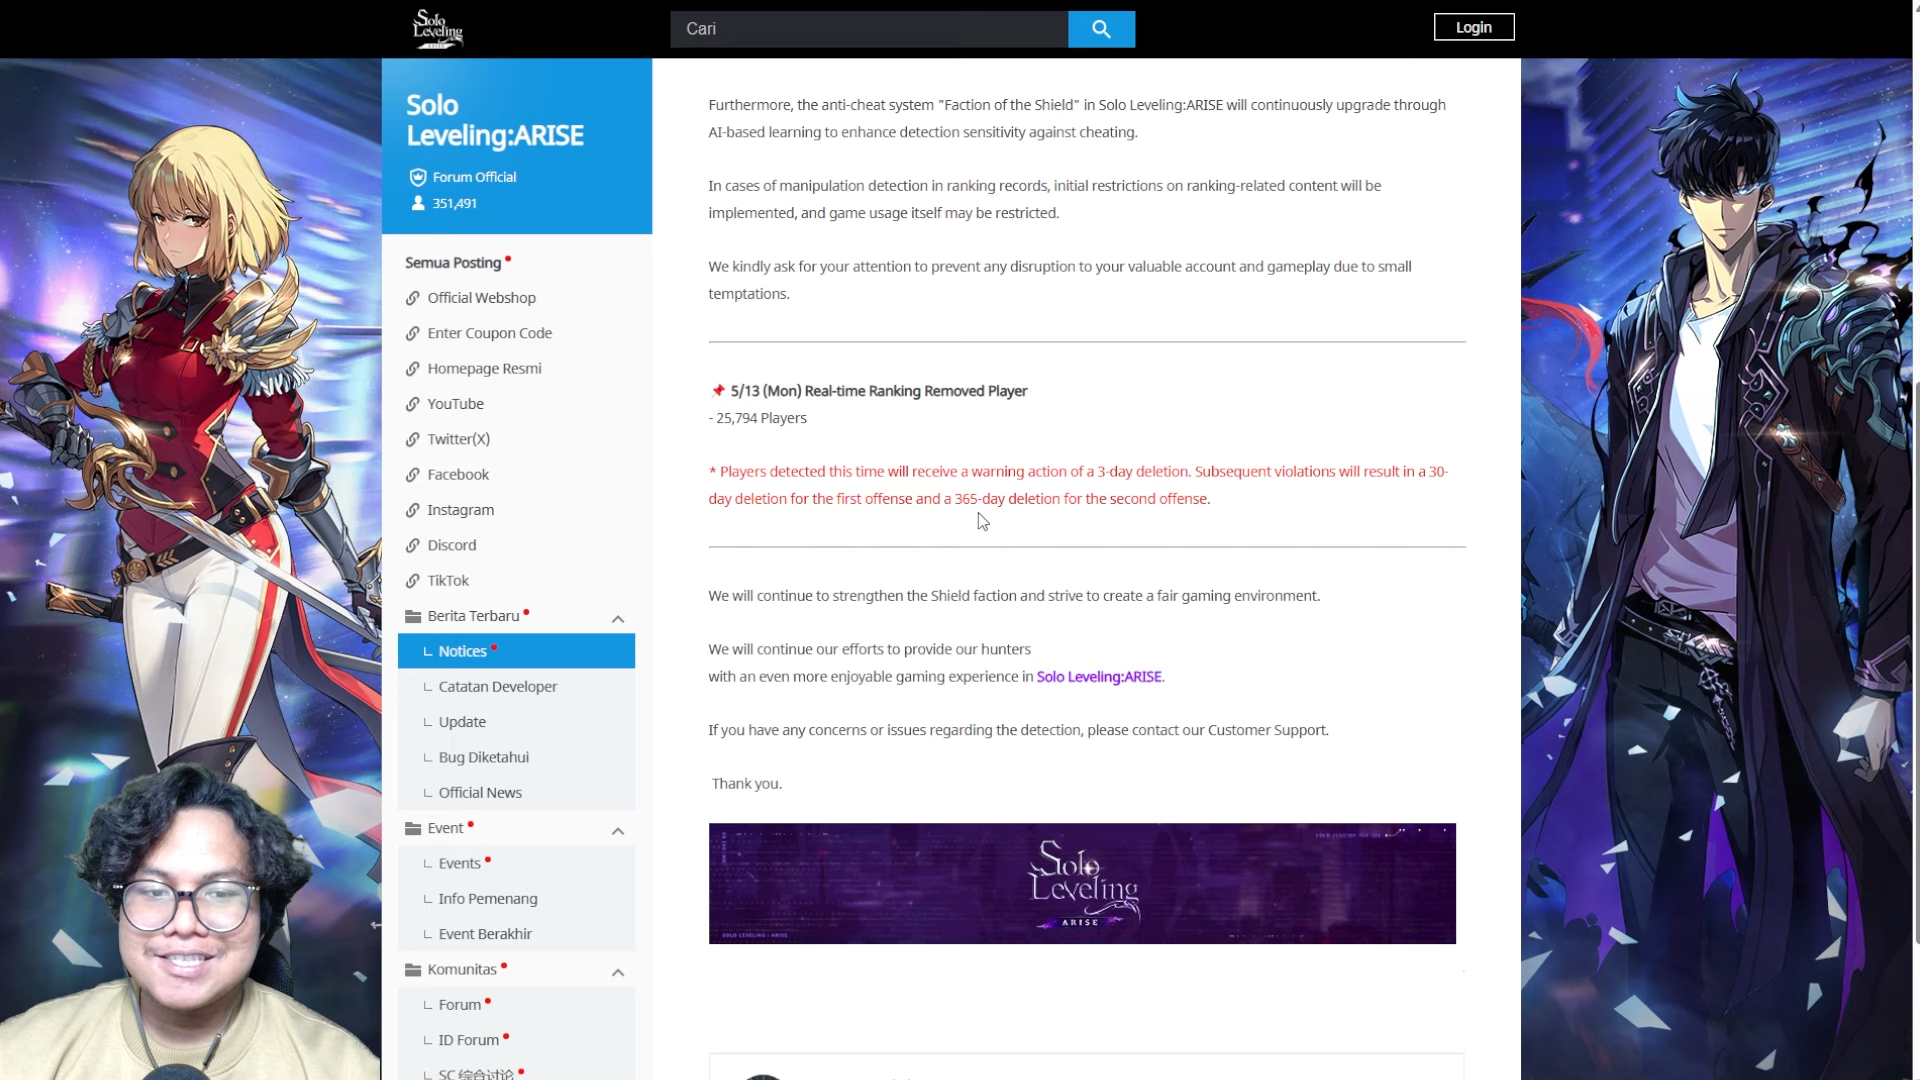 Solo Leveling ARISE
Cari
Login
Solo
Leveling:ARISE
Forum Official
351,491
Semua Posting
Official Webshop
Enter Coupon Code
Homepage Resmi
YouTube
Twitter(X)
Facebook
Instagram
Discord
TikTok
Berita Terbaru
Notices
Catatan Developer
Update
Bug Diketahui
Official News
Event
Events
Info Pemenang
Event Berakhir
Komunitas
Forum
ID Forum
SC 综合讨论
Furthermore, the anti-cheat system "Faction of the Shield" in Solo Leveling:ARISE will continuously upgrade through
AI-based learning to enhance detection sensitivity against cheating.
In cases of manipulation detection in ranking records, initial restrictions on ranking-related content will be
implemented, and game usage itself may be restricted.
We kindly ask for your attention to prevent any disruption to your valuable account and gameplay due to small
temptations.
📌 5/13 (Mon) Real-time Ranking Removed Player
- 25,794 Players
* Players detected this time will receive a warning action of a 3-day deletion. Subsequent violations will result in a 30-
day deletion for the first offense and a 365-day deletion for the second offense.
We will continue to strengthen the Shield faction and strive to create a fair gaming environment.
We will continue our efforts to provide our hunters
with an even more enjoyable gaming experience in Solo Leveling:ARISE.
If you have any concerns or issues regarding the detection, please contact our Customer Support.
Thank you.
Solo
Leveling
ARISE
SOLO LEVELING : ARISE